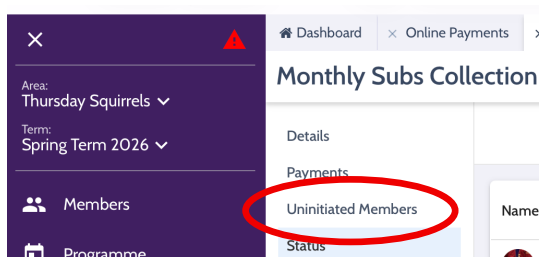 Dashboard
Online Payments
Monthly Subs Collection
Area:
Thursday Squirrels
Term:
Spring Term 2026
Members
Programme
Details
Payments
Uninitiated Members
Status
Name